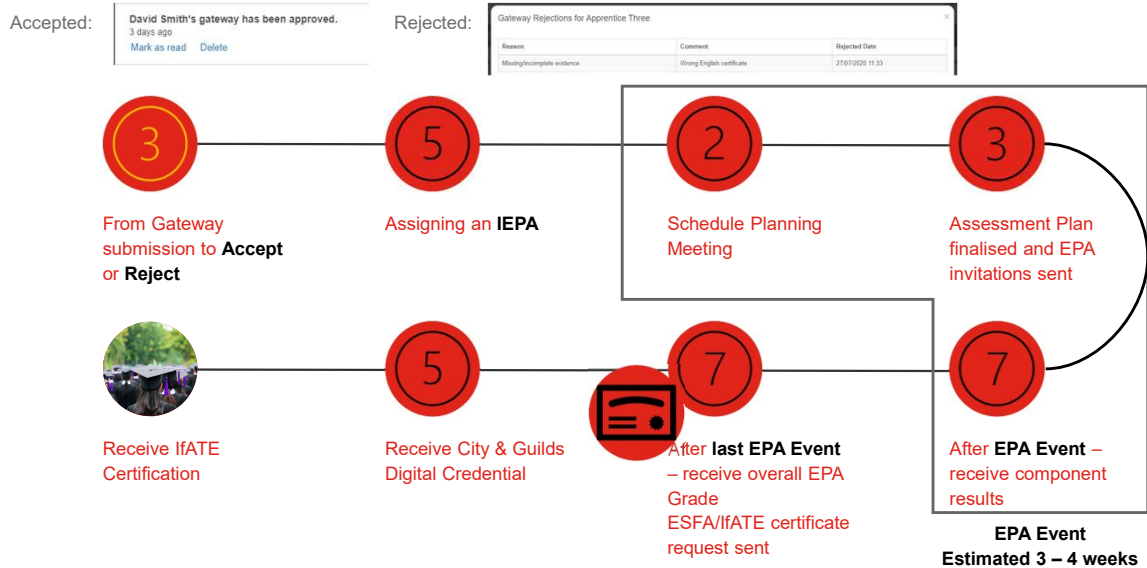 Accepted:
David Smith's gateway has been approved.
3 days ago
Mark as read Delete
Rejected:
Gateway Rejections for Apprentice Three ×
Reason Comment Rejected Date
Missing/incomplete evidence Wrong English certificate 27/07/2020 11:33
3
From Gateway
submission to Accept
or Reject
5
Assigning an IEPA
2
Schedule Planning
Meeting
3
Assessment Plan
finalised and EPA
invitations sent
Receive IfATE
Certification
5
Receive City & Guilds
Digital Credential
7
After last EPA Event
– receive overall EPA
Grade
ESFA/IfATE certificate
request sent
7
After EPA Event –
receive component
results
EPA Event
Estimated 3 – 4 weeks